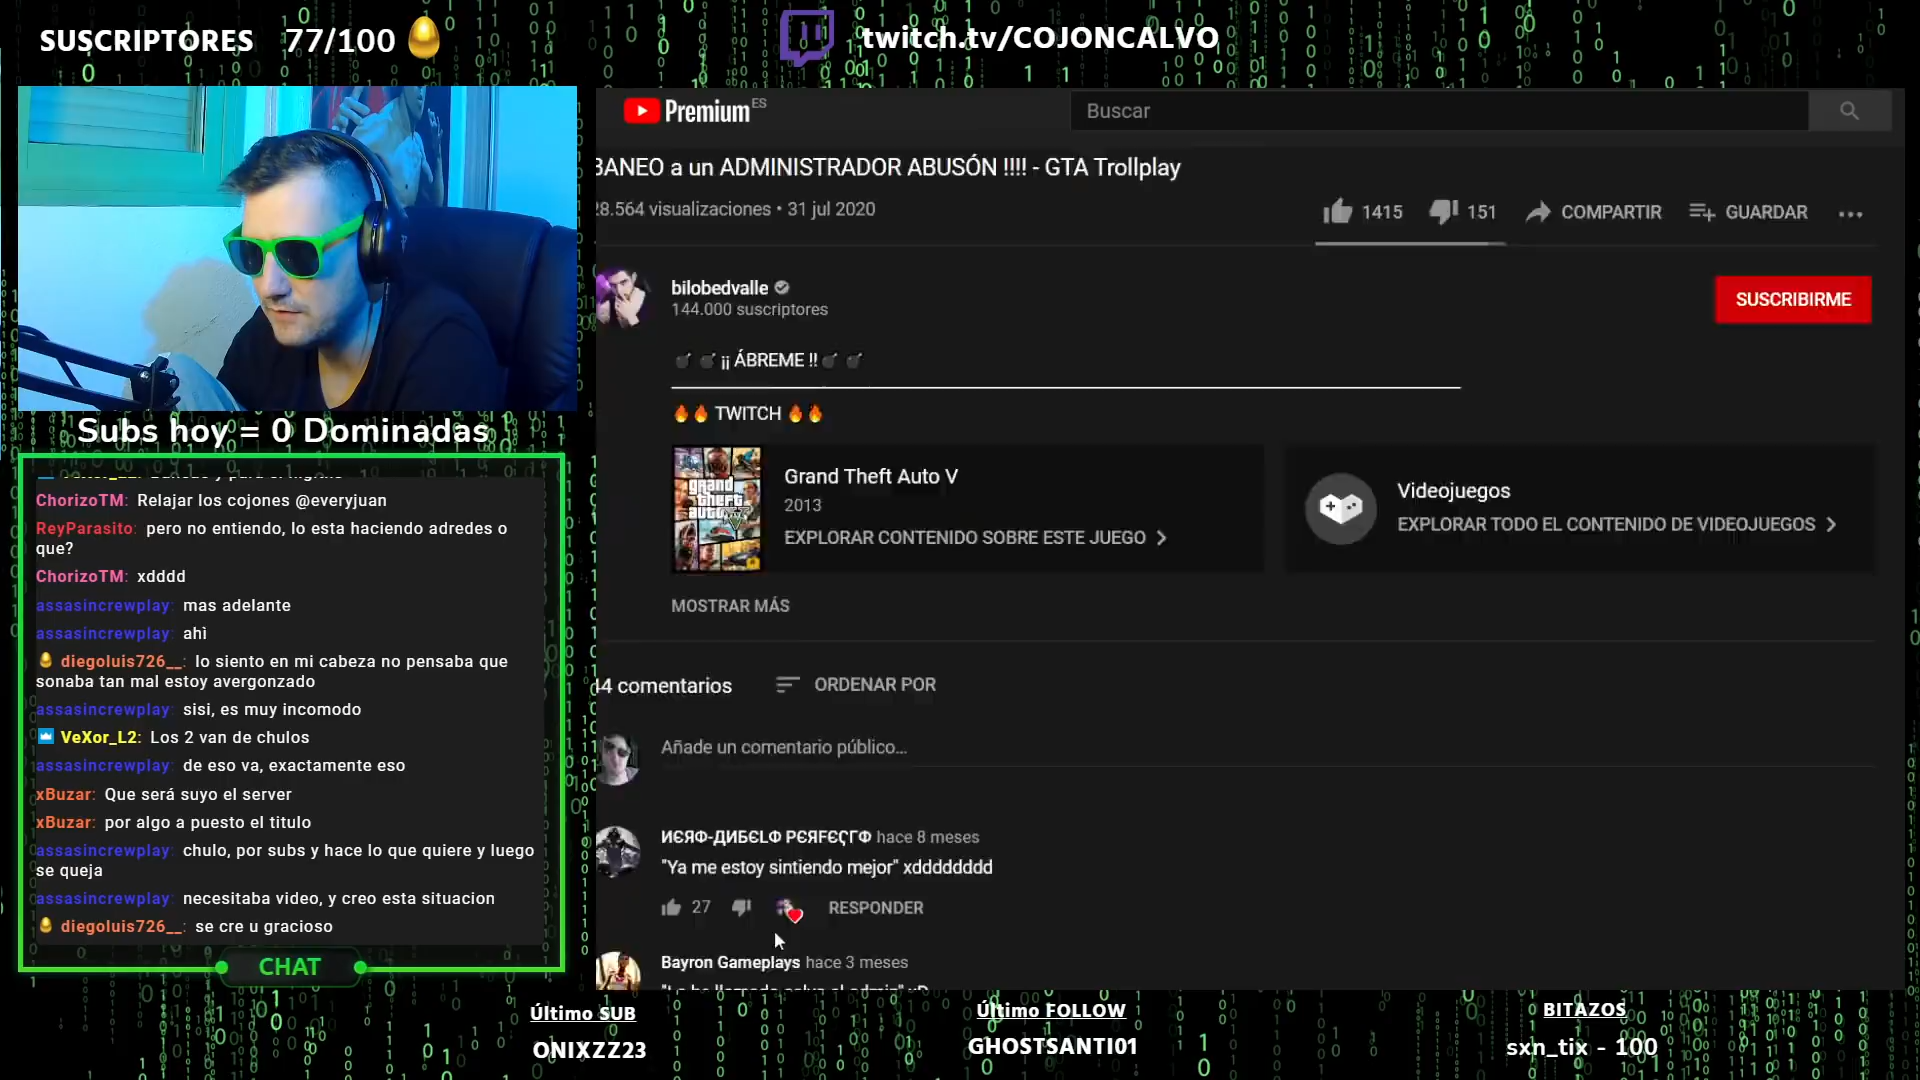 SUSCRIPTORES 77/100
twitch.tv/COJONCALVO
Premium ES
Buscar
BANEO a un ADMINISTRADOR ABUSÓN !!!! - GTA Trollplay
28.564 visualizaciones • 31 jul 2020
1415
151
COMPARTIR
GUARDAR
bilobedvalle
144.000 suscriptores
SUSCRIBIRME
¡¡ ÁBREME !!
TWITCH
Grand Theft Auto V
2013
EXPLORAR CONTENIDO SOBRE ESTE JUEGO
grand theft auto V
Videojuegos
EXPLORAR TODO EL CONTENIDO DE VIDEOJUEGOS
MOSTRAR MÁS
44 comentarios
ORDENAR POR
Añade un comentario público...
hace 8 meses
"Ya me estoy sintiendo mejor" xdddddddd
27
RESPONDER
Bayron Gameplays hace 3 meses
Subs hoy = 0 Dominadas
ChorizoTM: Relajar los cojones @everyjuan
ReyParasito: pero no entiendo, lo esta haciendo adredes o
que?
ChorizoTM: xdddd
assasincrewplay: mas adelante
assasincrewplay: ahì
diegoluis726__: lo siento en mi cabeza no pensaba que
sonaba tan mal estoy avergonzado
assasincrewplay: sisi, es muy incomodo
VeXor_L2: Los 2 van de chulos
assasincrewplay: de eso va, exactamente eso
xBuzar: Que será suyo el server
xBuzar: por algo a puesto el titulo
assasincrewplay: chulo, por subs y hace lo que quiere y luego
se queja
assasincrewplay: necesitaba video, y creo esta situacion
diegoluis726__: se cre u gracioso
CHAT
Último SUB
ONIXZZ23
Último FOLLOW
GHOSTSANTI01
BITAZOS
sxn_tix - 100